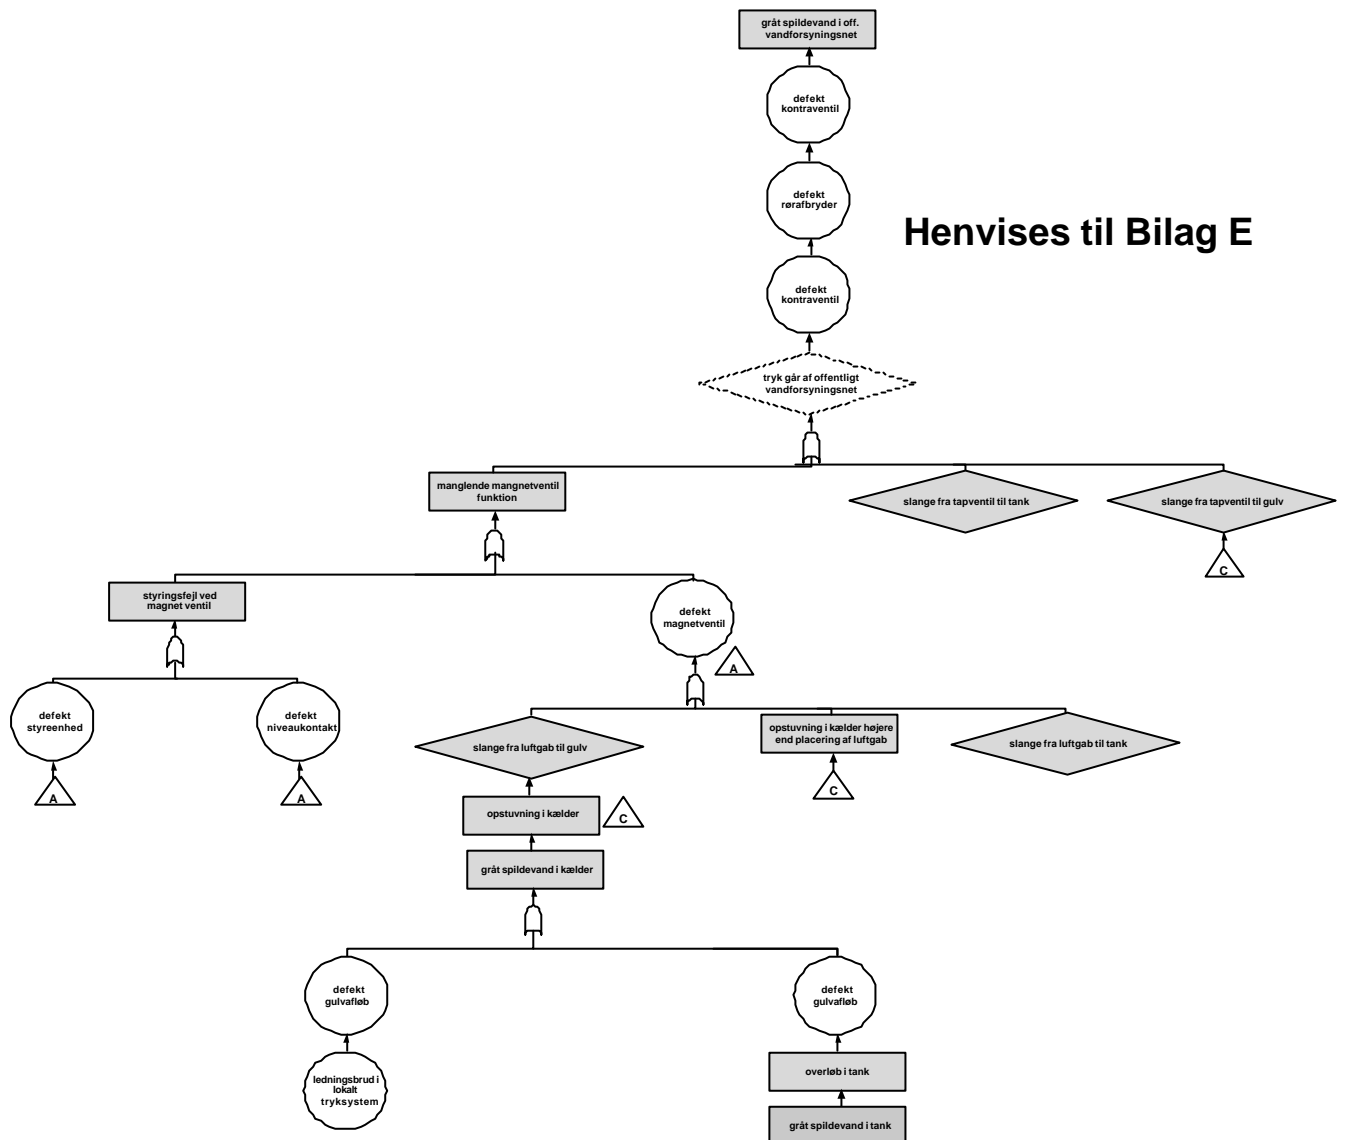 gråt spildevand i off.
vandforsyningsnet
defekt
kontraventil
defekt
rørafbryder
Henvises til Bilag E
defekt
kontraventil
tryk går af offentligt
vandforsyningsnet
manglende mangnetventil
funktion
slange fra tapventil til tank
slange fra tapventil til gulv
C
styringsfejl ved
magnet ventil
defekt
magnetventil
A
defekt
styreenhed
defekt
niveaukontakt
A
A
slange fra luftgab til gulv
opstuvning i kælder højere
end placering af luftgab
slange fra luftgab til tank
C
opstuvning i kælder
C
gråt spildevand i kælder
defekt
gulvafløb
defekt
gulvafløb
ledningsbrud i
lokalt
tryksystem
overløb i tank
gråt spildevand i tank